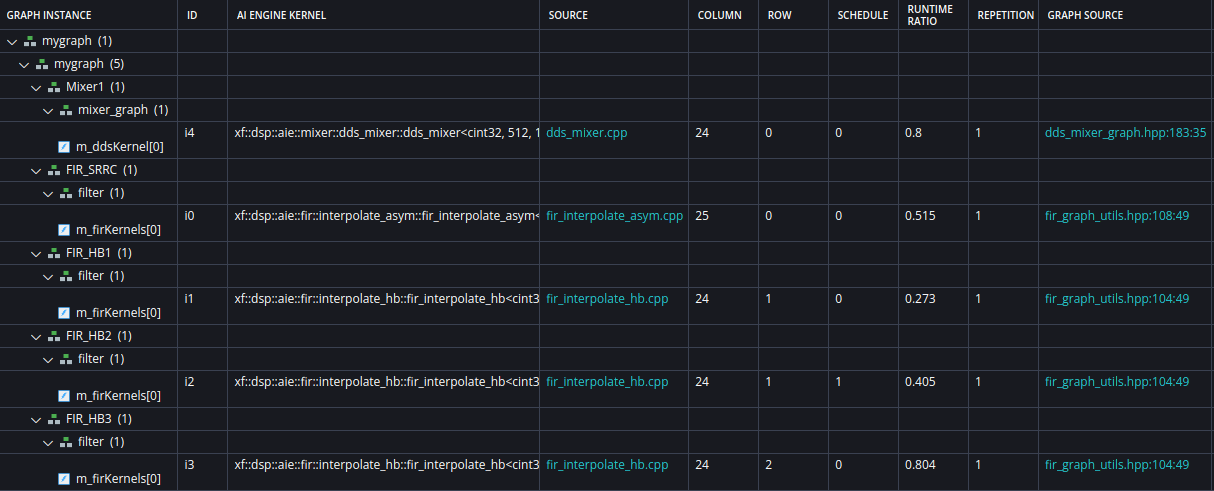 GRAPH INSTANCE ID AI ENGINE KERNEL SOURCE COLUMN ROW SCHEDULE RUNTIME RATIO REPETITION GRAPH SOURCE
mygraph (1)
mygraph (5)
Mixer1 (1)
mixer_graph (1)
m_ddsKernel[0] i4 xf::dsp::aie::mixer::dds_mixer::dds_mixer<cint32, 512, 1 dds_mixer.cpp 24 0 0 0.8 1 dds_mixer_graph.hpp:183:35
FIR_SRRC (1)
filter (1)
m_firKernels[0] i0 xf::dsp::aie::fir::interpolate_asym::fir_interpolate_asym< fir_interpolate_asym.cpp 25 0 0 0.515 1 fir_graph_utils.hpp:108:49
FIR_HB1 (1)
filter (1)
m_firKernels[0] i1 xf::dsp::aie::fir::interpolate_hb::fir_interpolate_hb<cint3 fir_interpolate_hb.cpp 24 1 0 0.273 1 fir_graph_utils.hpp:104:49
FIR_HB2 (1)
filter (1)
m_firKernels[0] i2 xf::dsp::aie::fir::interpolate_hb::fir_interpolate_hb<cint3 fir_interpolate_hb.cpp 24 1 1 0.405 1 fir_graph_utils.hpp:104:49
FIR_HB3 (1)
filter (1)
m_firKernels[0] i3 xf::dsp::aie::fir::interpolate_hb::fir_interpolate_hb<cint3 fir_interpolate_hb.cpp 24 2 0 0.804 1 fir_graph_utils.hpp:104:49